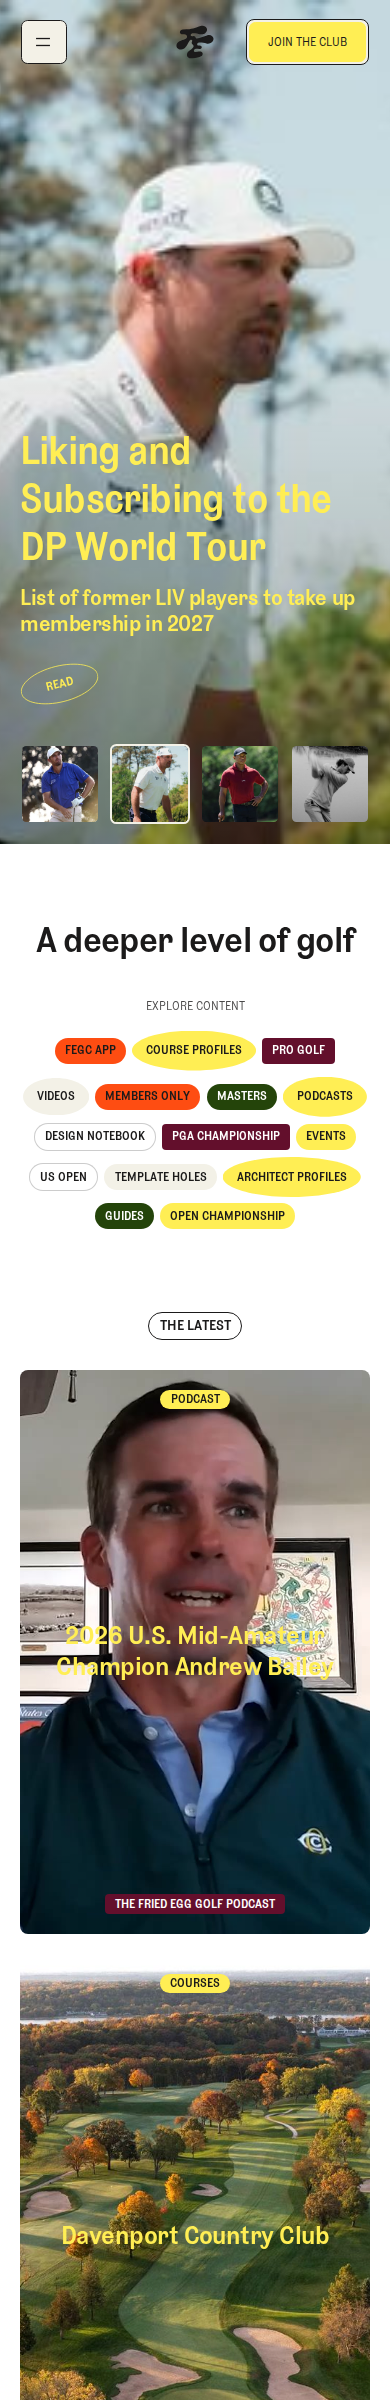 JOIN THE CLUB
Liking and
Subscribing to the
DP World Tour
List of former LIV players to take up
membership in 2027
READ
A deeper level of golf
EXPLORE CONTENT
FEGC APP COURSE PROFILES PRO GOLF
VIDEOS MEMBERS ONLY MASTERS PODCASTS
DESIGN NOTEBOOK PGA CHAMPIONSHIP EVENTS
US OPEN TEMPLATE HOLES ARCHITECT PROFILES
GUIDES OPEN CHAMPIONSHIP
THE LATEST
PODCAST
2026 U.S. Mid-Amateur
Champion Andrew Bailey
THE FRIED EGG GOLF PODCAST
COURSES
Davenport Country Club